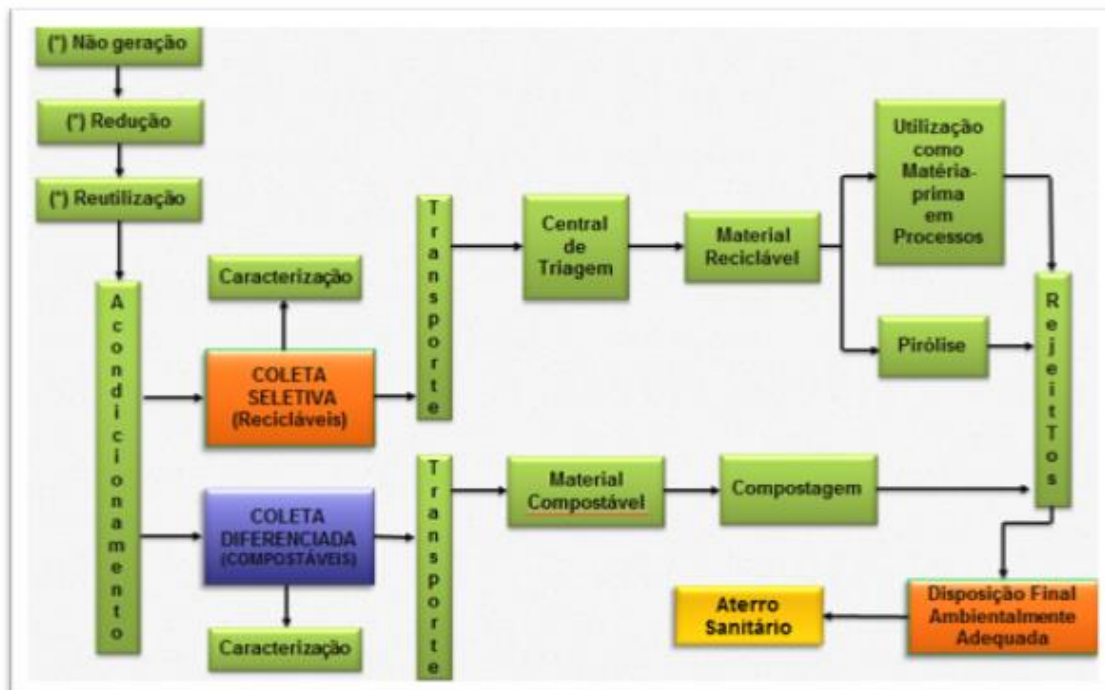 (*) Não geração
(*) Redução
(*) Reutilização
Acondicionamento
Caracterização
COLETA
SELETIVA
(Recicláveis)
Transporte
Central
de
Triagem
Material
Reciclável
Utilização
como
Matéria-
prima
em
Processos
Pirólise
RejeitTos
COLETA
DIFERENCIADA
(COMPOSTÁVEIS)
Caracterização
Transporte
Material
Compostável
Compostagem
Disposição Final
Ambientalmente
Adequada
Aterro
Sanitário